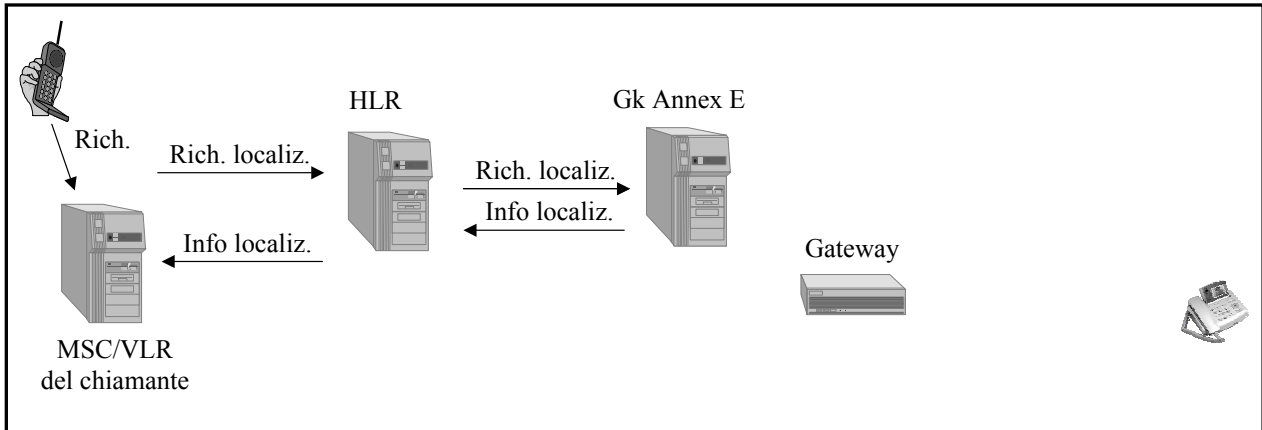 HLR
Gk Annex E
Rich.
Rich. localiz.
Rich. localiz.
Info localiz.
Info localiz.
Gateway
MSC/VLR
del chiamante